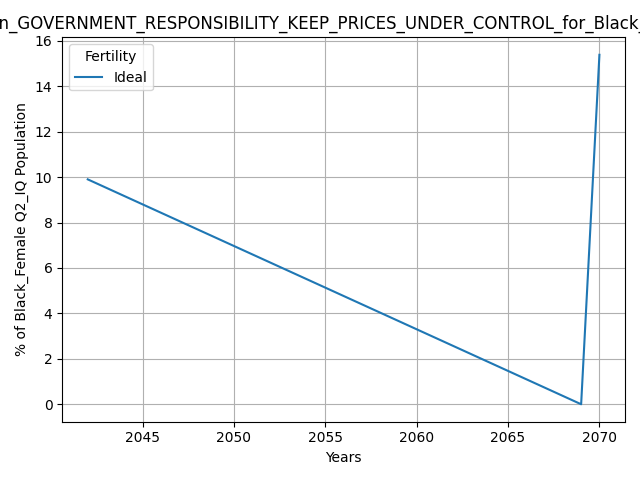 n_GOVERNMENT_RESPONSIBILITY_KEEP_PRICES_UNDER_CONTROL_for_Black_
Fertility
Ideal
16
14
12
10
8
6
4
2
0
% of Black_Female Q2_IQ Population
2045 2050 2055 2060 2065 2070
Years